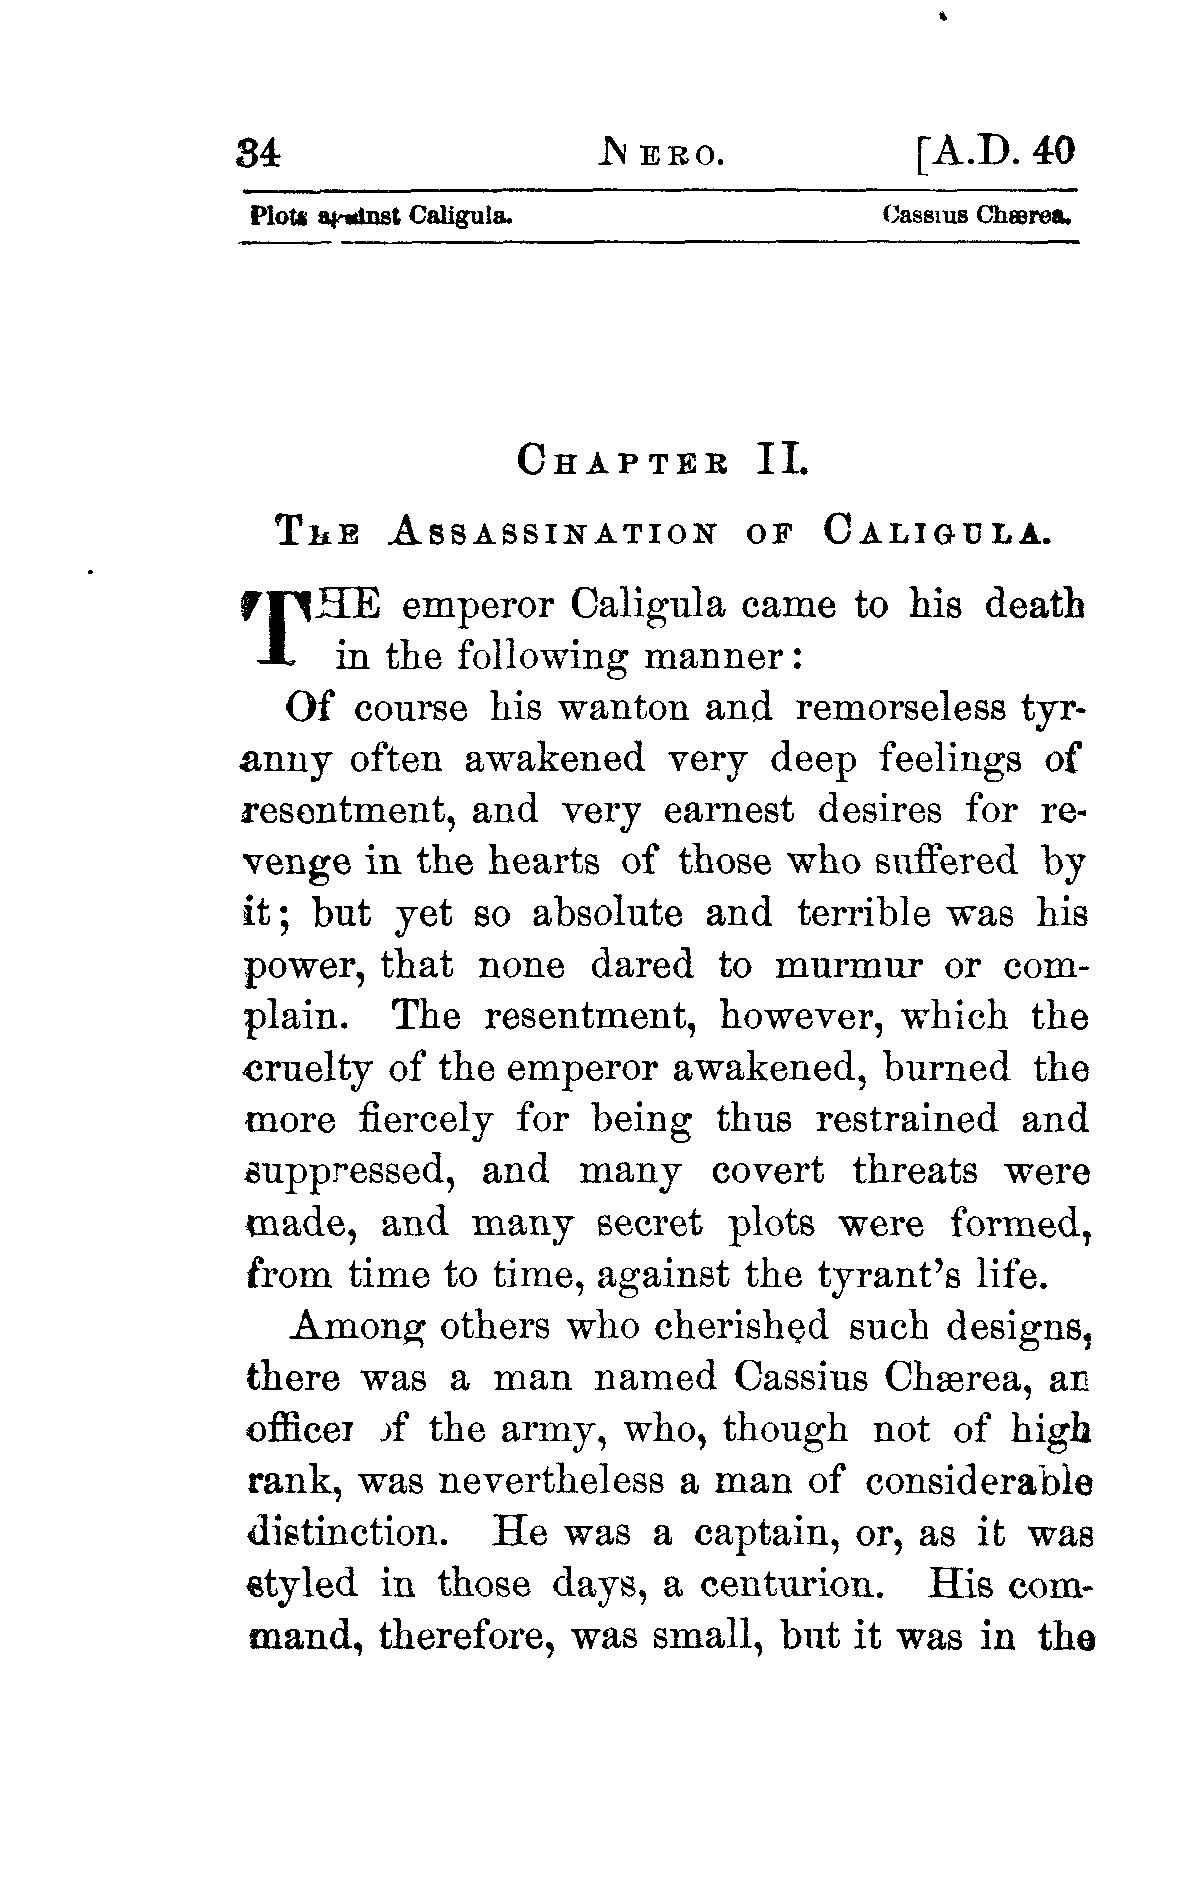 34 NERO. [A.D. 40
Plots against Caligula. Cassius Chærea.
CHAPTER II.
THE ASSASSINATION OF CALIGULA.
THE emperor Caligula came to his death
in the following manner:
Of course his wanton and remorseless tyr-
anny often awakened very deep feelings of
resentment, and very earnest desires for re-
venge in the hearts of those who suffered by
it; but yet so absolute and terrible was his
power, that none dared to murmur or com-
plain. The resentment, however, which the
cruelty of the emperor awakened, burned the
more fiercely for being thus restrained and
suppressed, and many covert threats were
made, and many secret plots were formed,
from time to time, against the tyrant's life.
Among others who cherished such designs,
there was a man named Cassius Chærea, an
officer of the army, who, though not of high
rank, was nevertheless a man of considerable
distinction. He was a captain, or, as it was
styled in those days, a centurion. His com-
mand, therefore, was small, but it was in the